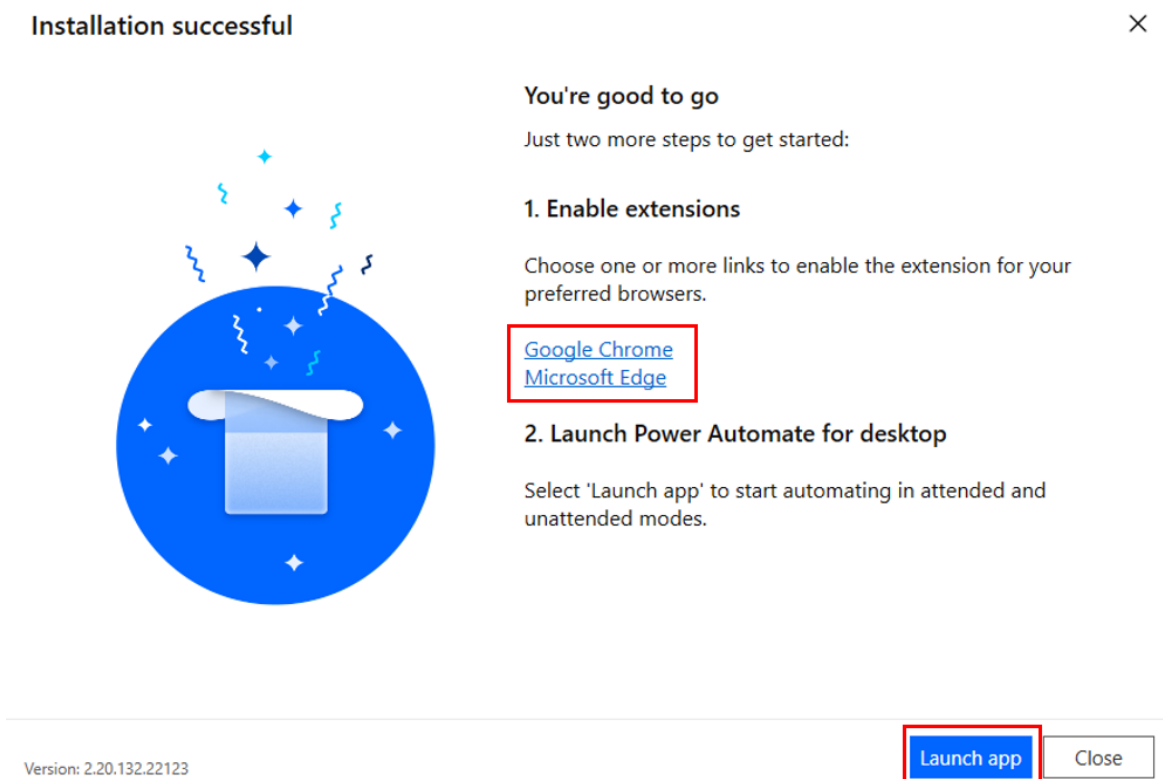 Installation successful
You're good to go
Just two more steps to get started:
1. Enable extensions
Choose one or more links to enable the extension for your
preferred browsers.
Google Chrome
Microsoft Edge
2. Launch Power Automate for desktop
Select 'Launch app' to start automating in attended and
unattended modes.
Version: 2.20.132.22123
Launch app
Close